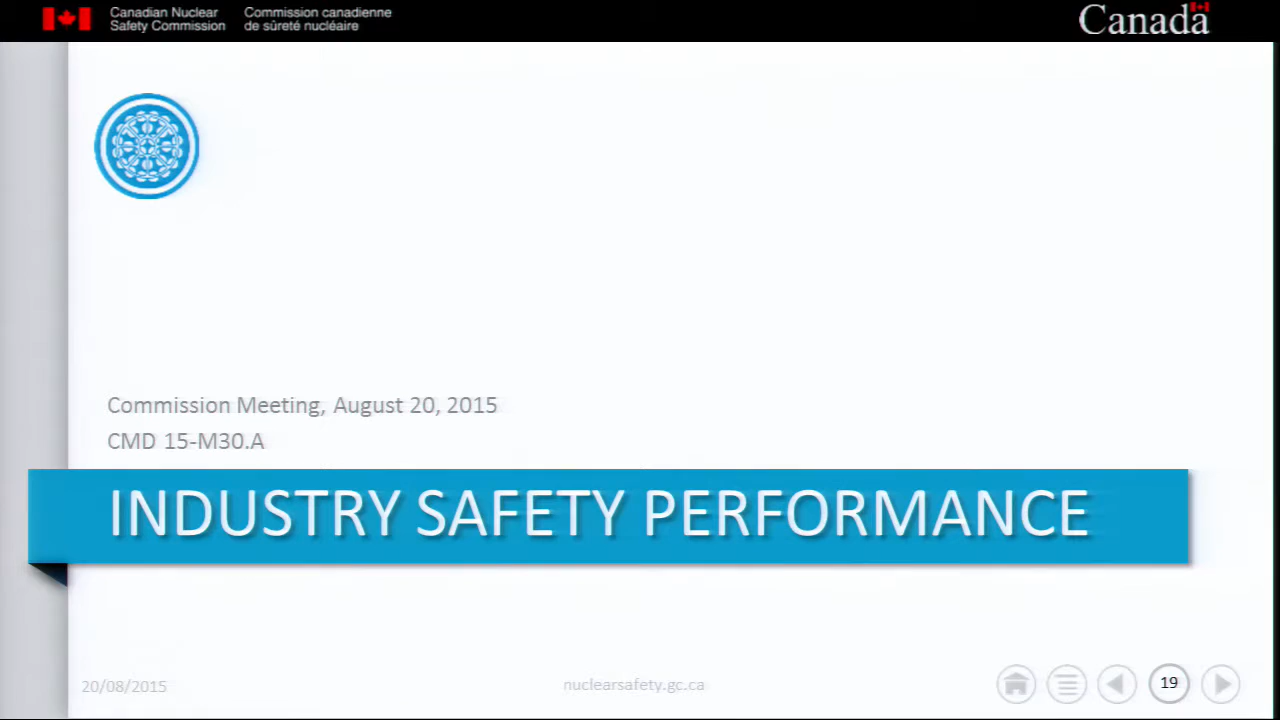 Canadian Nuclear
Safety Commission
Commission canadienne
de sûreté nucléaire
Canada
Commission Meeting, August 20, 2015
CMD 15-M30.A
INDUSTRY SAFETY PERFORMANCE
20/08/2015
nuclearsafety.gc.ca
19